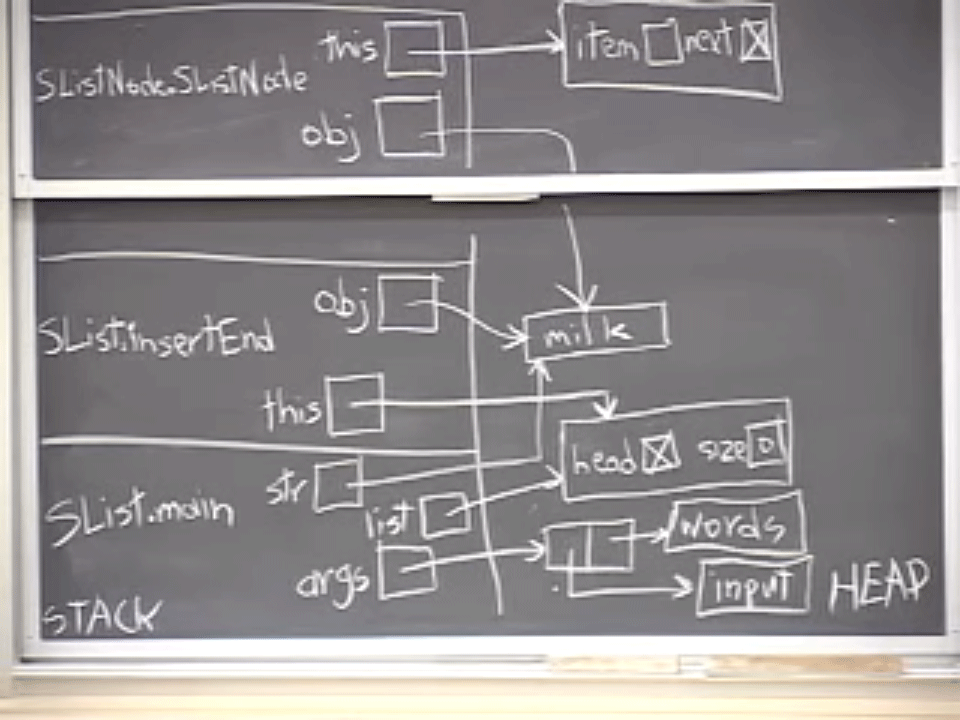 this
item next
SListNode.SListNode
obj
obj
milk
SList.insertEnd
this
head size 0
str
list
SList.main
words
args
input
HEAP
STACK